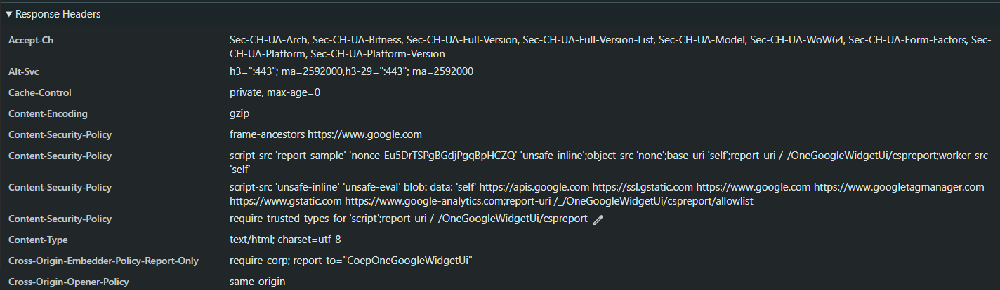 Response Headers
Accept-Ch Sec-CH-UA-Arch, Sec-CH-UA-Bitness, Sec-CH-UA-Full-Version, Sec-CH-UA-Full-Version-List, Sec-CH-UA-Model, Sec-CH-UA-WoW64, Sec-CH-UA-Form-Factors, Sec-
CH-UA-Platform, Sec-CH-UA-Platform-Version
Alt-Svc h3=":443"; ma=2592000,h3-29=":443"; ma=2592000
Cache-Control private, max-age=0
Content-Encoding gzip
Content-Security-Policy frame-ancestors https://www.google.com
Content-Security-Policy script-src 'report-sample' 'nonce-Eu5DrTSPgBGdjPgqBpHCZQ' 'unsafe-inline';object-src 'none';base-uri 'self';report-uri /_/OneGoogleWidgetUi/cspreport;worker-src
'self'
Content-Security-Policy script-src 'unsafe-inline' 'unsafe-eval' blob: data: 'self' https://apis.google.com https://ssl.gstatic.com https://www.google.com https://www.googletagmanager.com
https://www.gstatic.com https://www.google-analytics.com;report-uri /_/OneGoogleWidgetUi/cspreport/allowlist
Content-Security-Policy require-trusted-types-for 'script';report-uri /_/OneGoogleWidgetUi/cspreport
Content-Type text/html; charset=utf-8
Cross-Origin-Embedder-Policy-Report-Only require-corp; report-to="CoepOneGoogleWidgetUi"
Cross-Origin-Opener-Policy same-origin